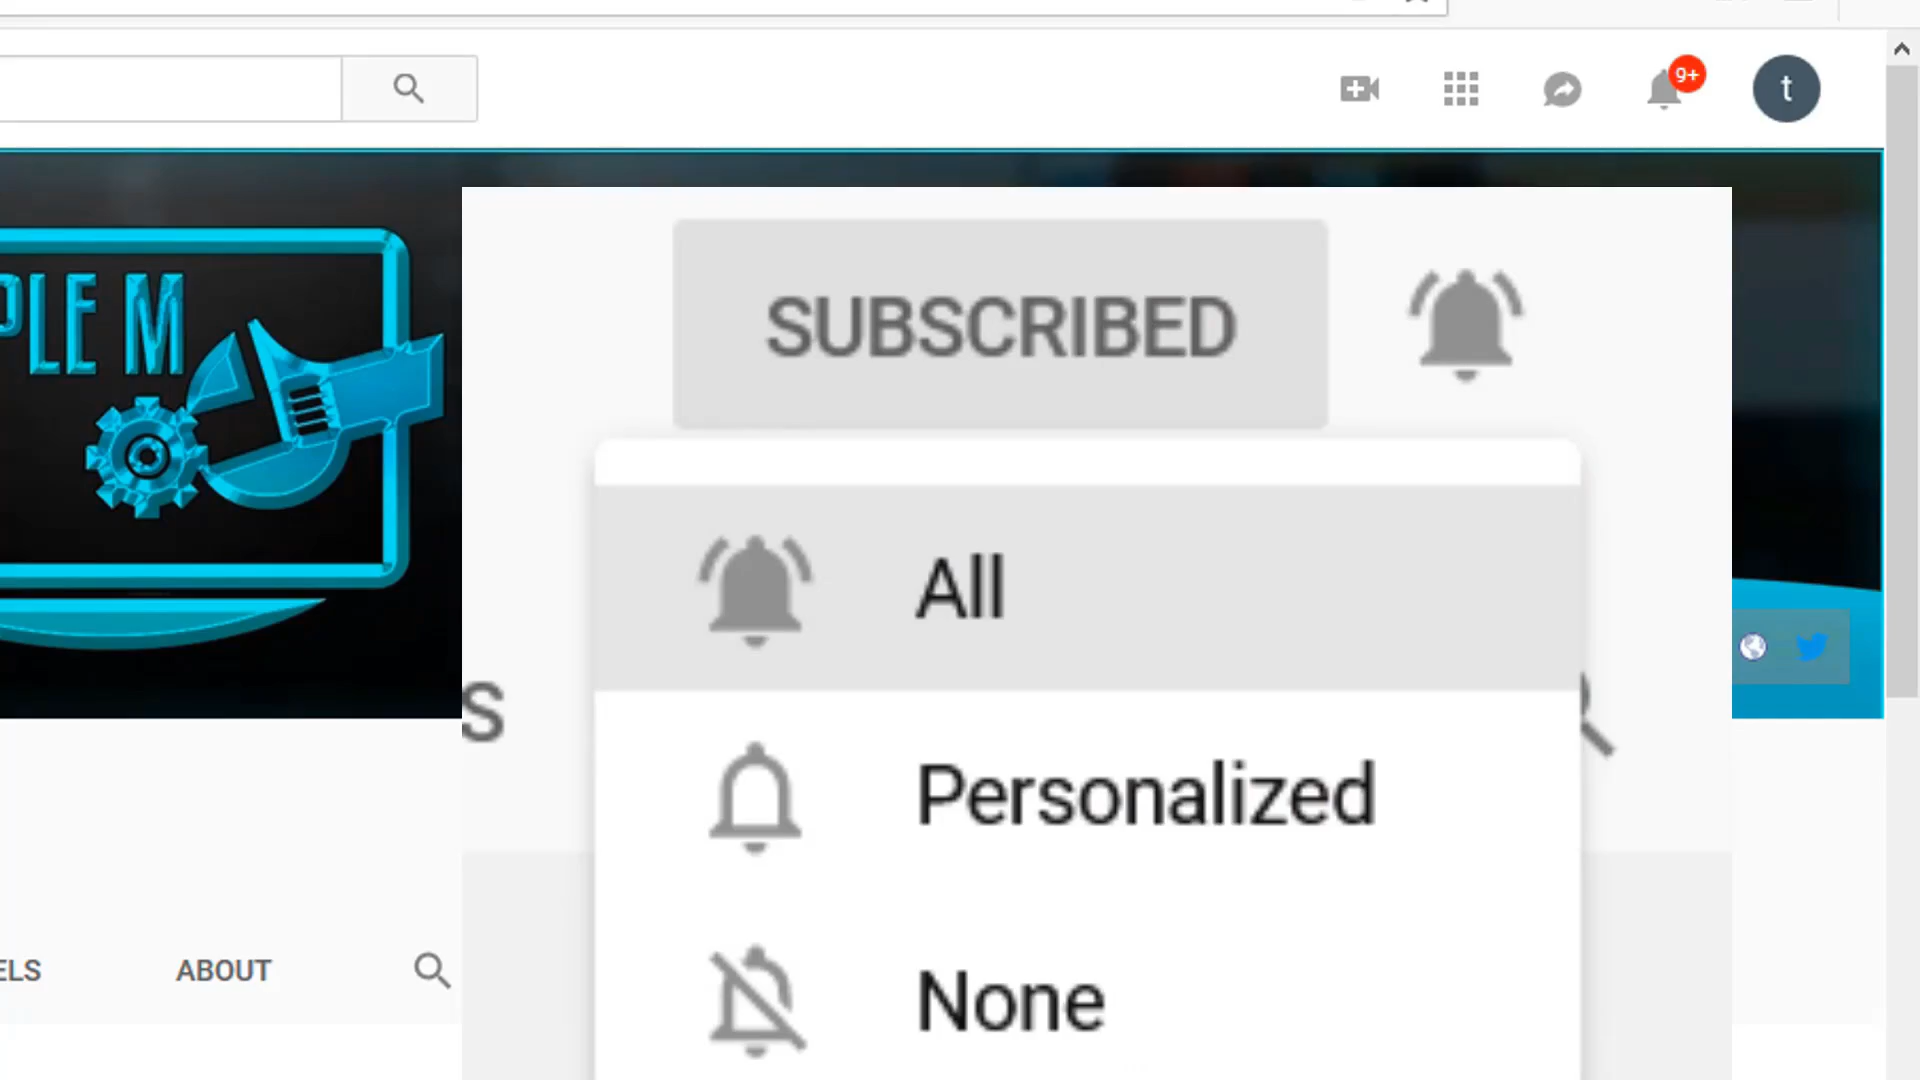 9+
t
PLE M
SUBSCRIBED
All
S
Personalized
ELS
ABOUT
None